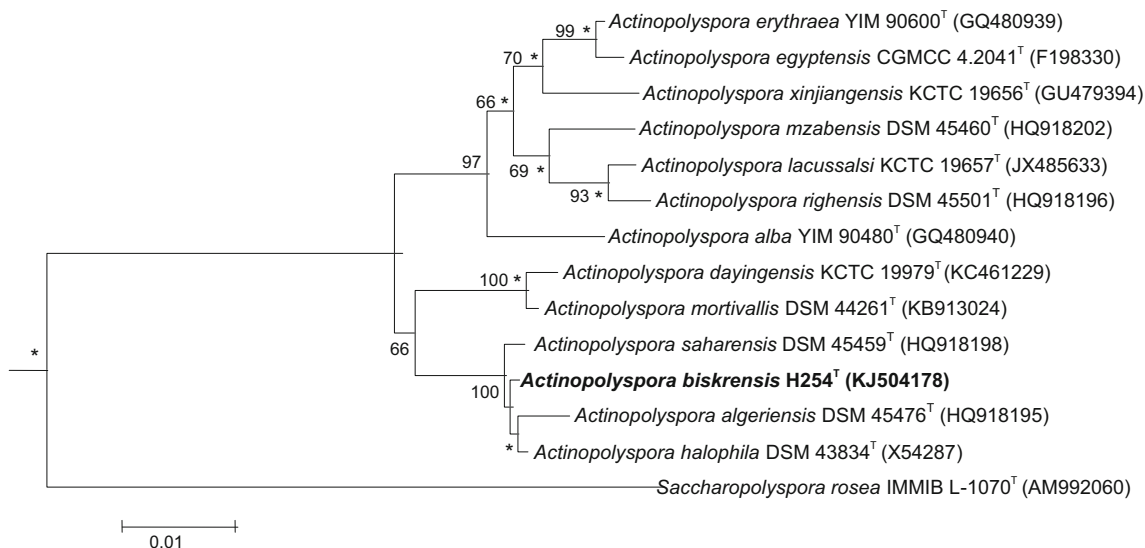 Actinopolyspora erythraea YIM 90600T (GQ480939)
99 *
Actinopolyspora egyptensis CGMCC 4.2041T (F198330)
70 *
Actinopolyspora xinjiangensis KCTC 19656T (GU479394)
66 *
Actinopolyspora mzabensis DSM 45460T (HQ918202)
97
69 *
Actinopolyspora lacussalsi KCTC 19657T (JX485633)
93 *
Actinopolyspora righensis DSM 45501T (HQ918196)
Actinopolyspora alba YIM 90480T (GQ480940)
Actinopolyspora dayingensis KCTC 19979T (KC461229)
100 *
Actinopolyspora mortivallis DSM 44261T (KB913024)
*
66
Actinopolyspora saharensis DSM 45459T (HQ918198)
Actinopolyspora biskrensis H254T (KJ504178)
100
Actinopolyspora algeriensis DSM 45476T (HQ918195)
*
Actinopolyspora halophila DSM 43834T (X54287)
Saccharopolyspora rosea IMMIB L-1070T (AM992060)
0.01